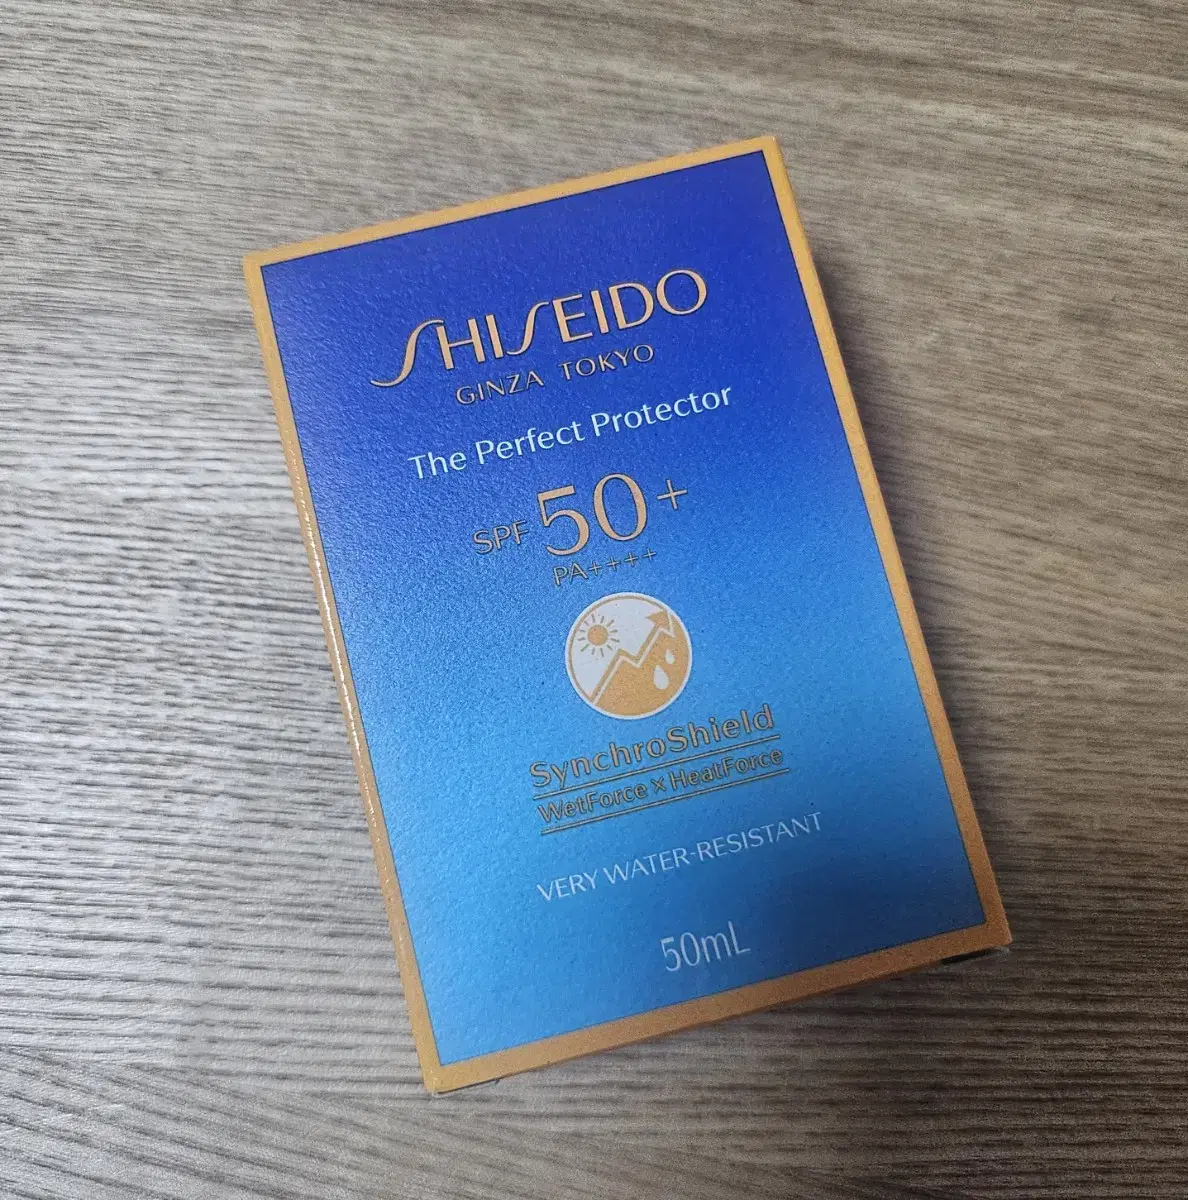 SHISEIDO
GINZA TOKYO
The Perfect Protector
SPF 50+
PA++++
SynchroShield
WetForce x HeatForce
VERY WATER-RESISTANT
50mL